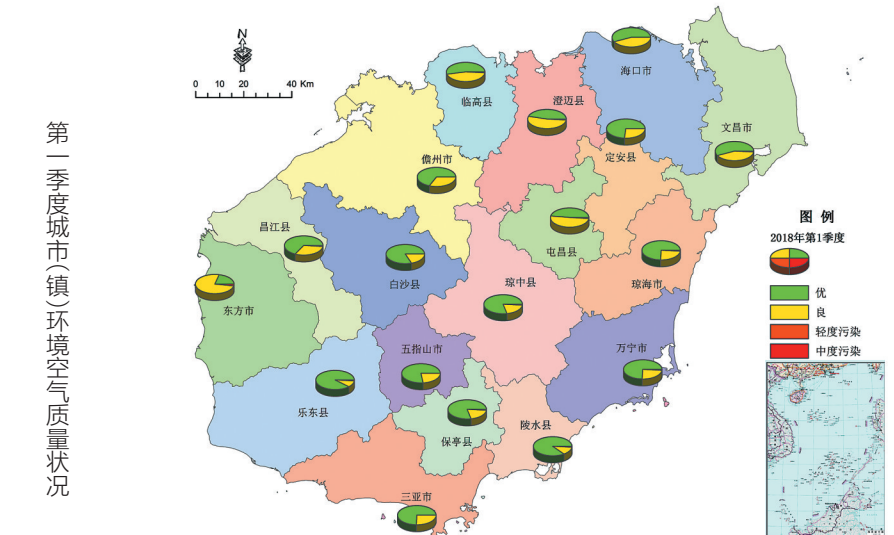 第一季度城市(镇)环境空气质量状况
N
0 10 20 40 Km
海口市
临高县
澄迈县
文昌市
定安县
儋州市
昌江县
屯昌县
白沙县
琼中县
琼海市
东方市
五指山市
万宁市
乐东县
保亭县
陵水县
三亚市
图 例
2018年第1季度
优
良
轻度污染
中度污染